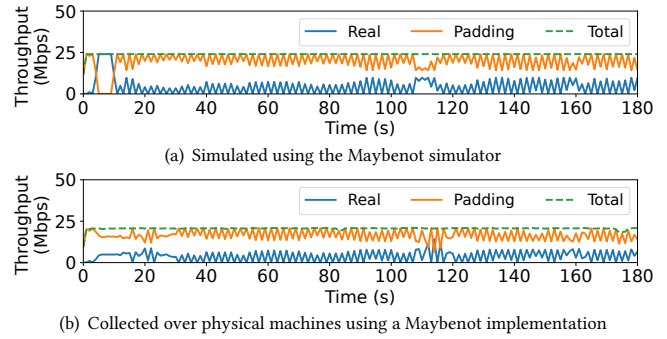 Throughput
(Mbps)
50
25
0
Real
Padding
Total
0 20 40 60 80 100 120 140 160 180
Time (s)
(a) Simulated using the Maybenot simulator
Throughput
(Mbps)
50
25
0
Real
Padding
Total
0 20 40 60 80 100 120 140 160 180
Time (s)
(b) Collected over physical machines using a Maybenot implementation